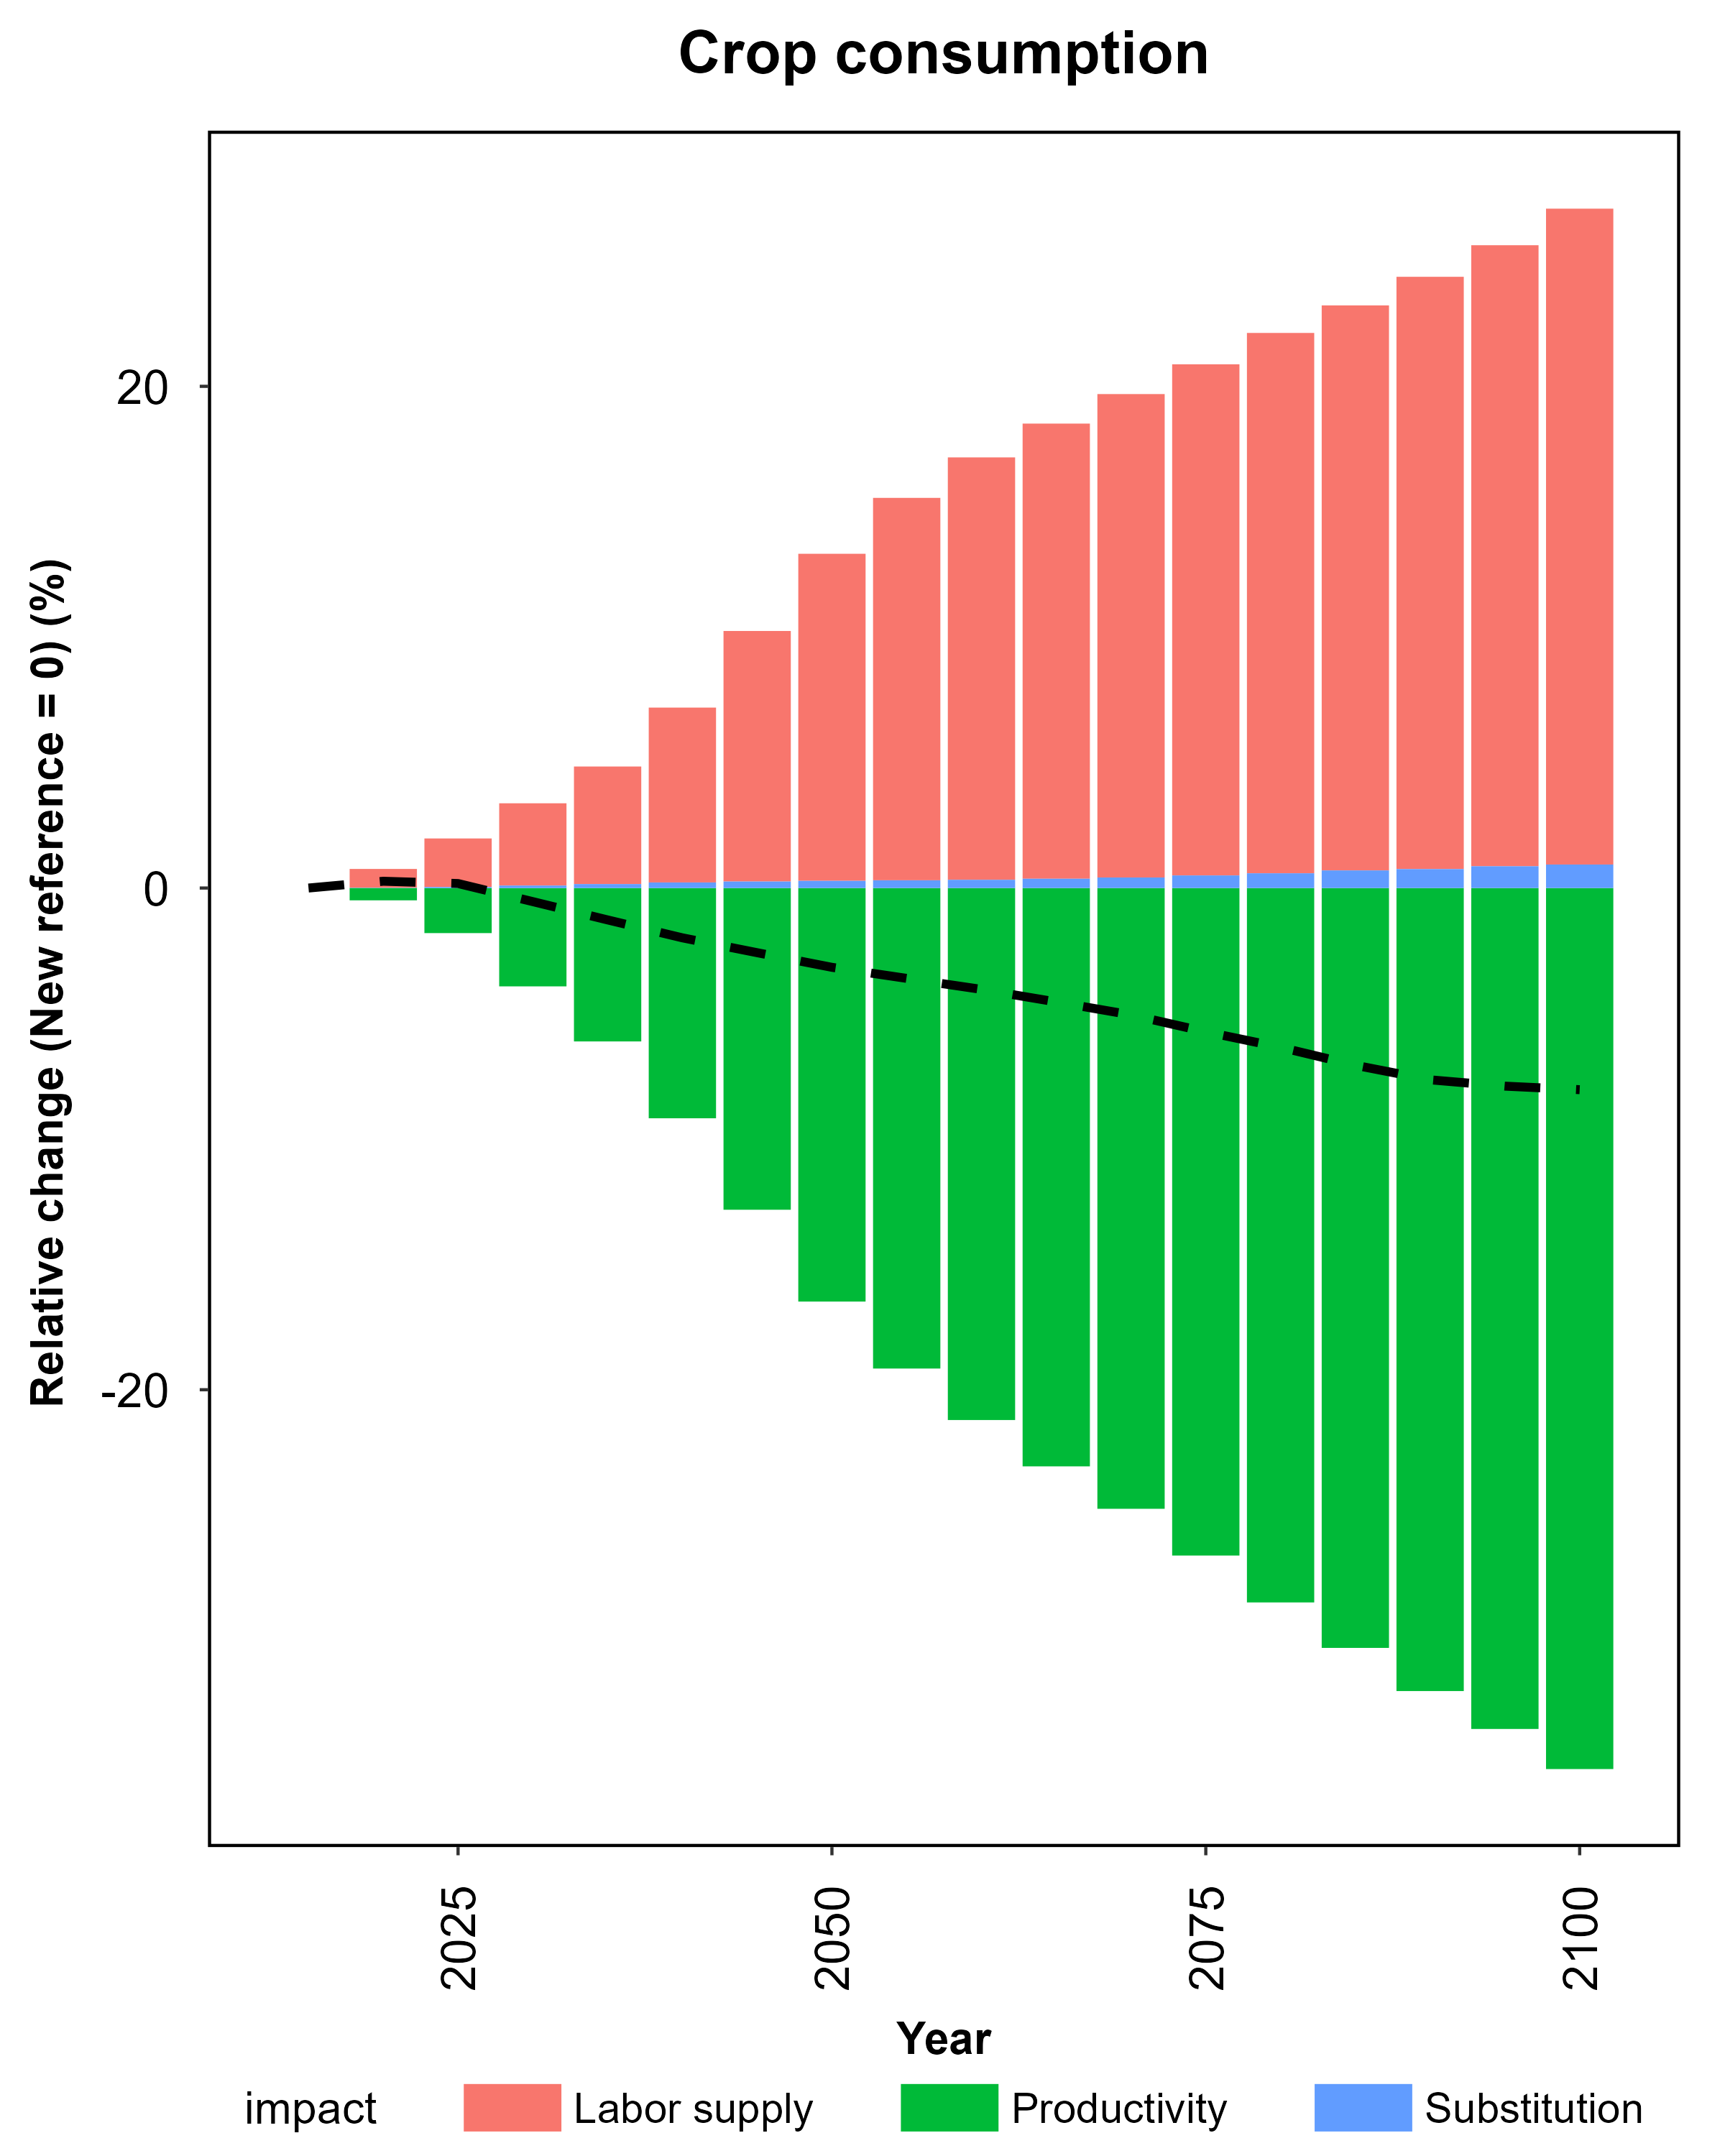 Crop consumption
Relative change (New reference = 0) (%)
20
0
-20
2025
2050
2075
2100
Year
impact
Labor supply
Productivity
Substitution